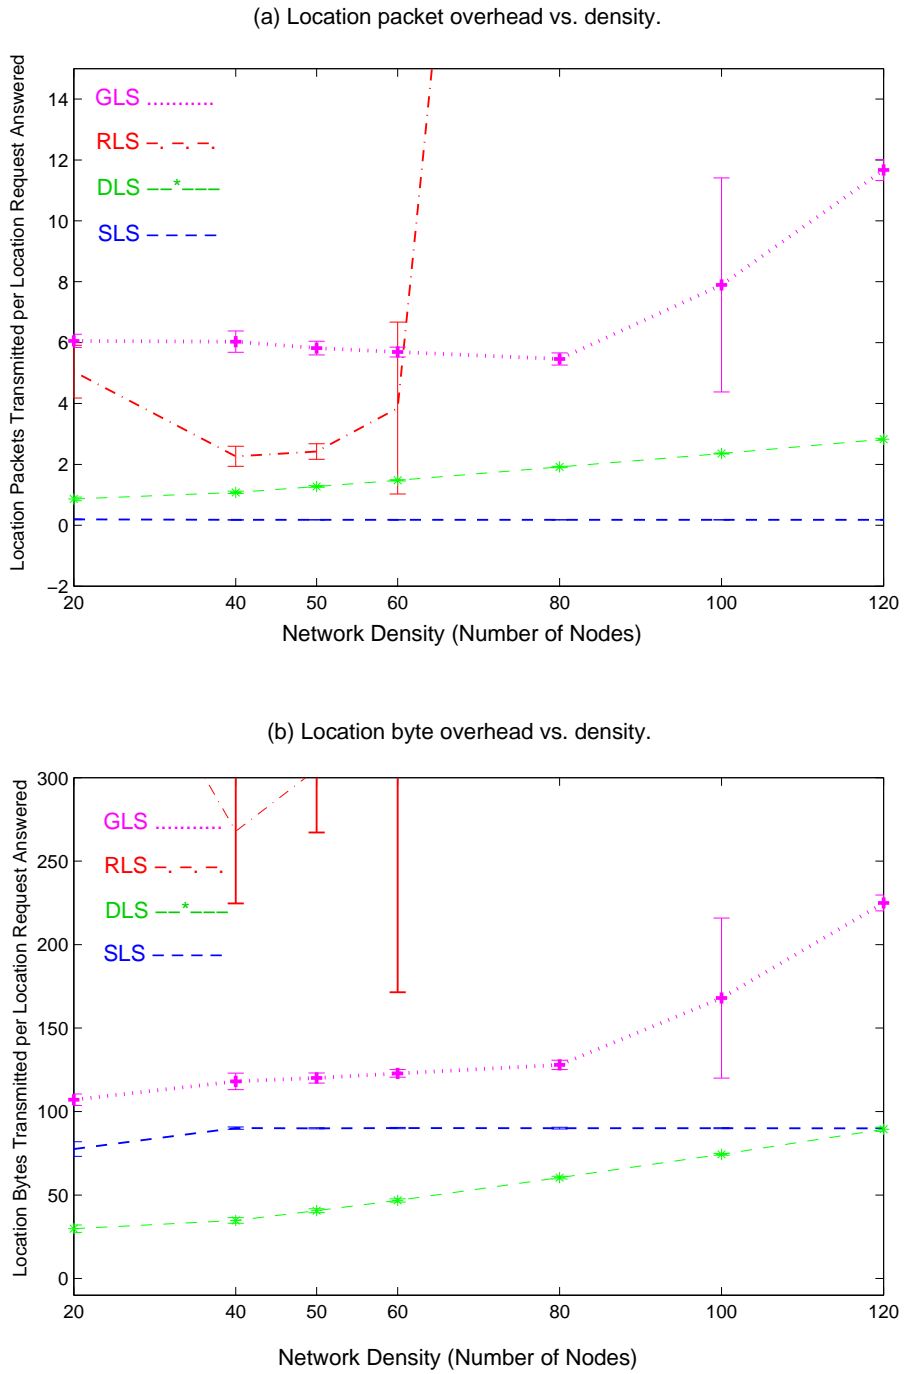 (a) Location packet overhead vs. density.
Location Packets Transmitted per Location Request Answered
14
12
10
8
6
4
2
0
−2
GLS ...........
RLS –.–.–.–
DLS ––*–––
SLS – – – – –
20 40 50 60 80 100 120
Network Density (Number of Nodes)
(b) Location byte overhead vs. density.
Location Bytes Transmitted per Location Request Answered
300
250
200
150
100
50
0
GLS ...........
RLS –.–.–.–
DLS ––*–––
SLS – – – – –
20 40 50 60 80 100 120
Network Density (Number of Nodes)